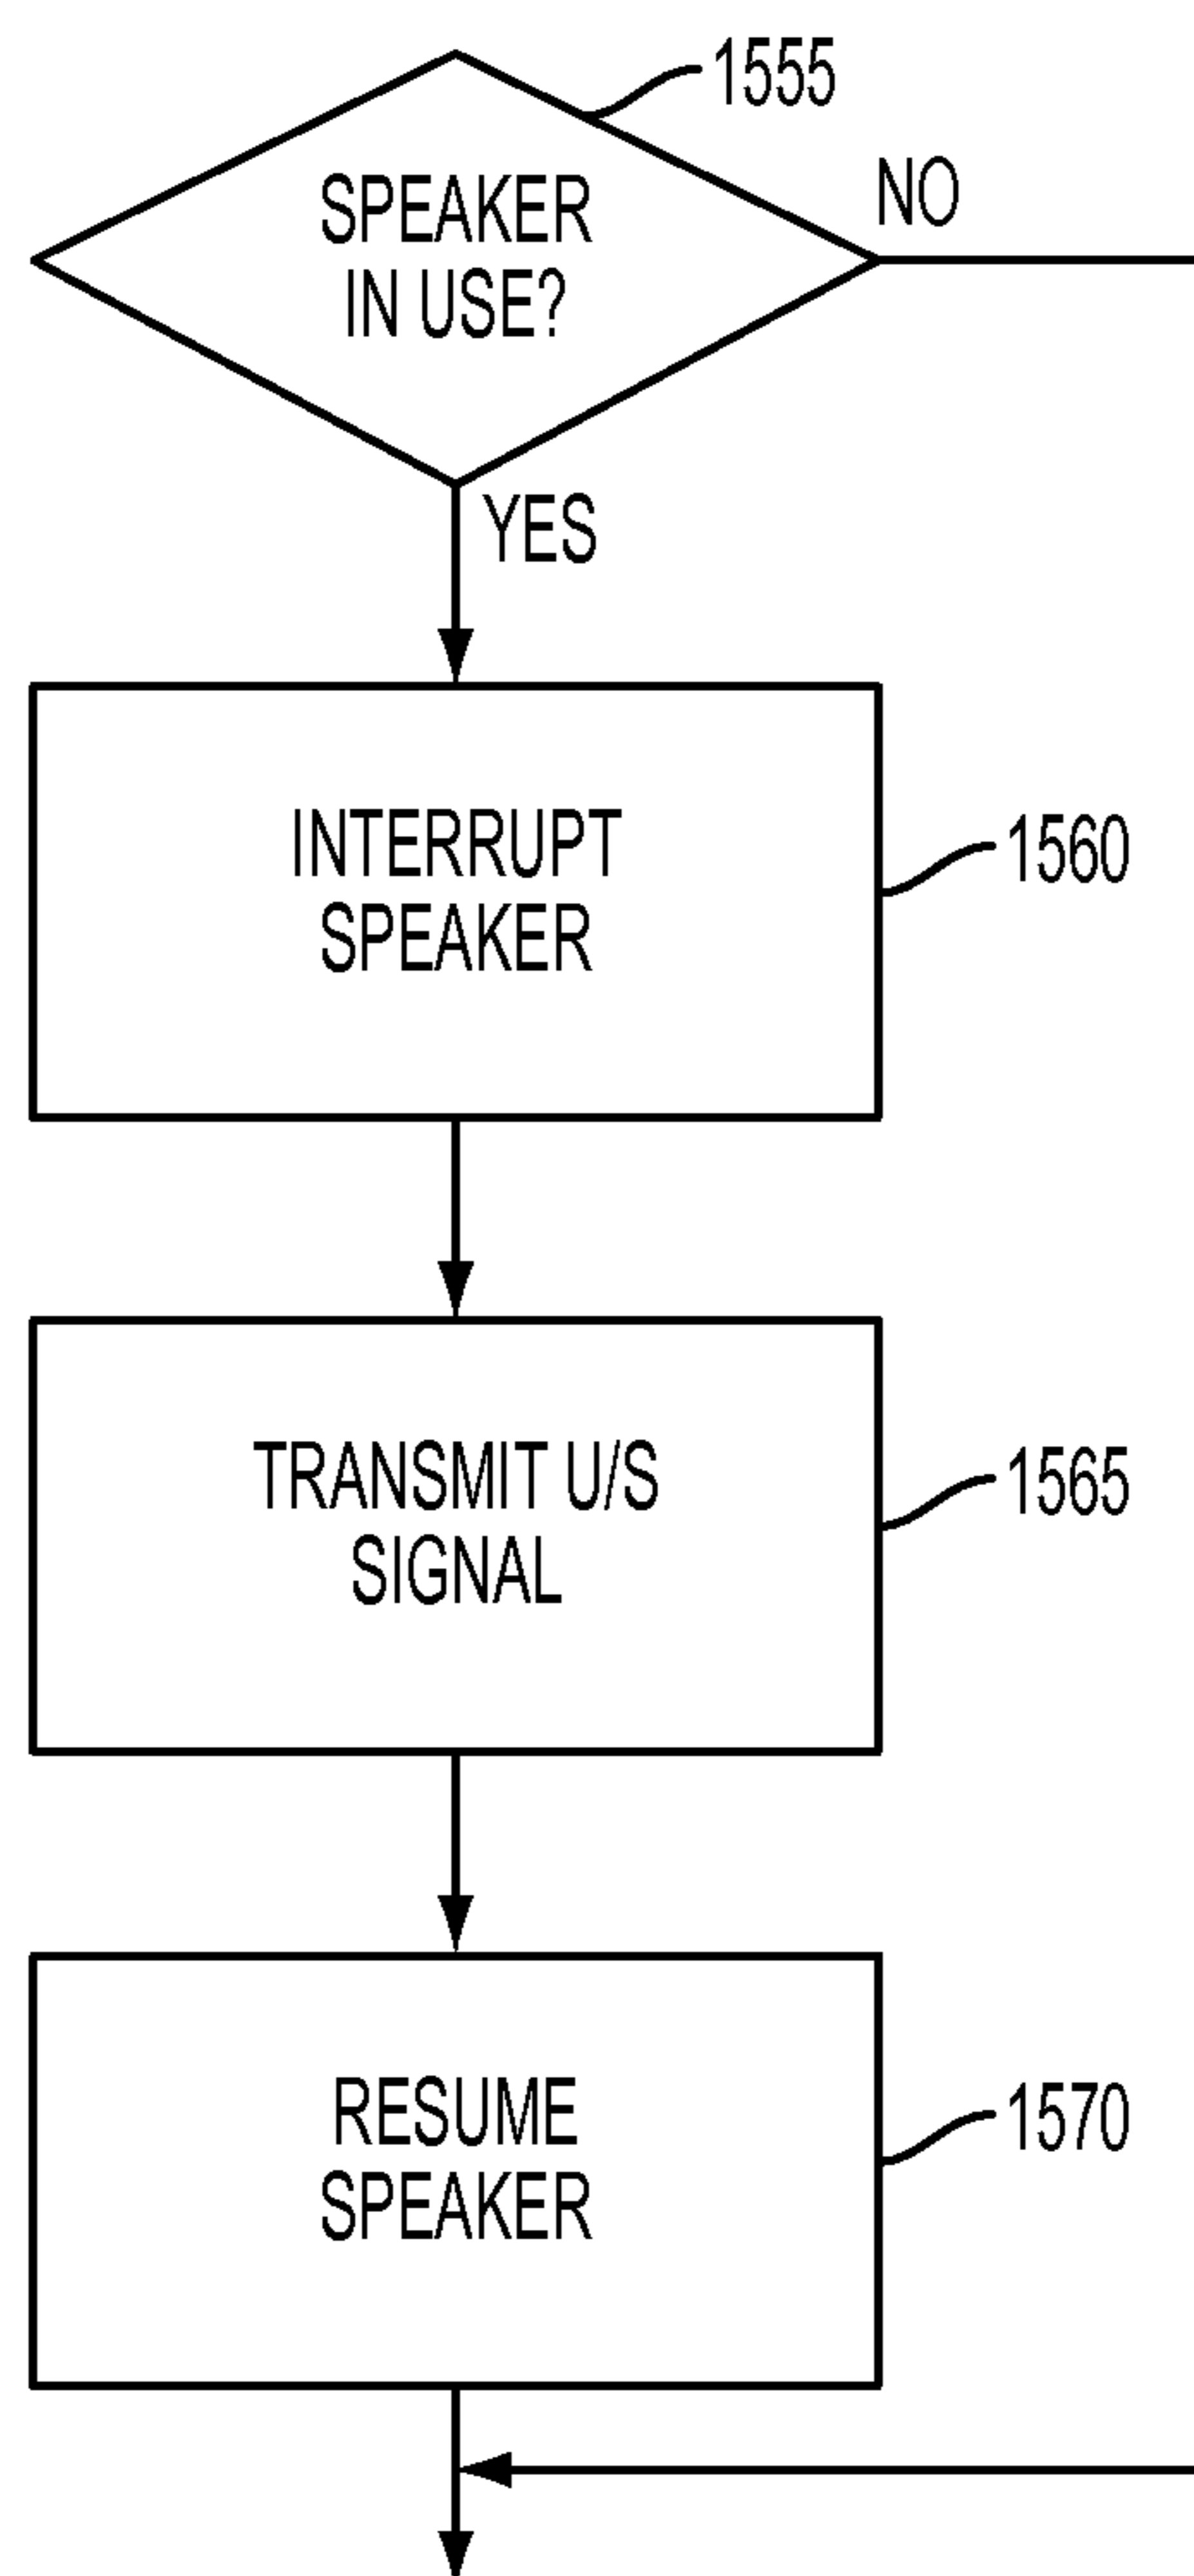 1555
SPEAKER
IN USE?
NO
YES
INTERRUPT
SPEAKER
1560
TRANSMIT U/S
SIGNAL
1565
RESUME
SPEAKER
1570